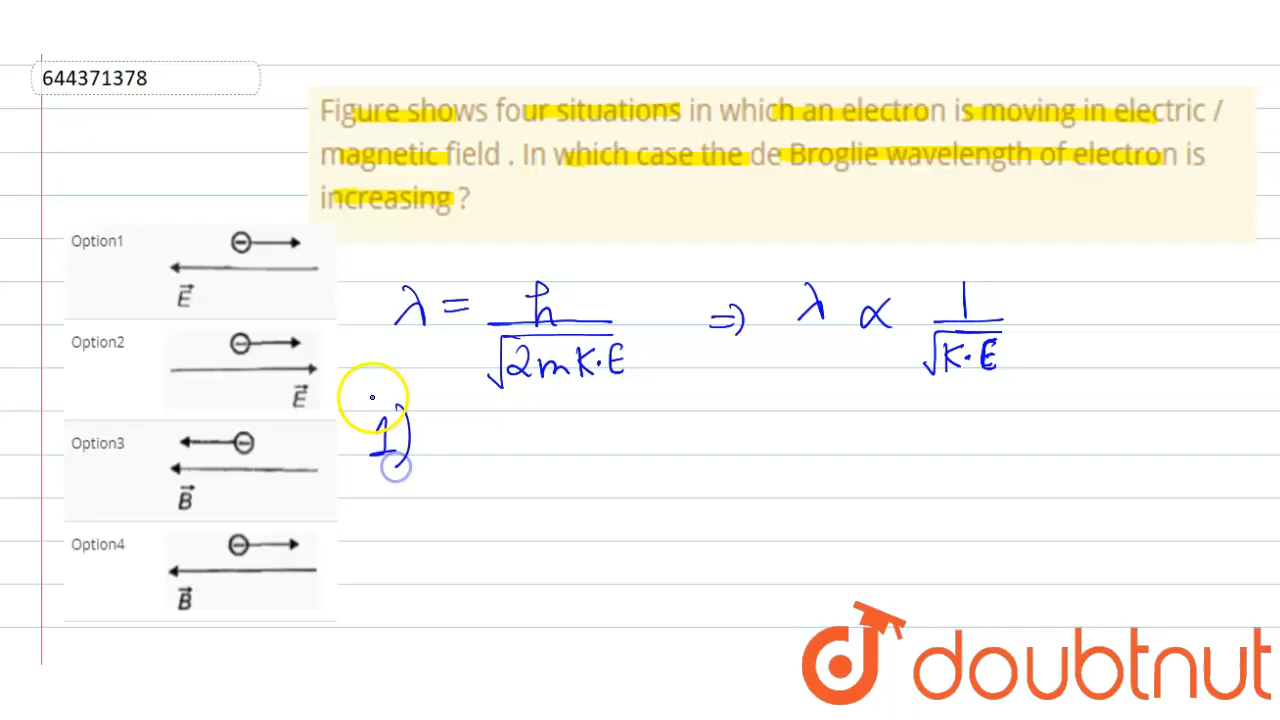 644371378
Figure shows four situations in which an electron is moving in electric /
magnetic field . In which case the de Broglie wavelength of electron is
increasing ?
Option1
E⃗
Option2
E⃗
Option3
B⃗
Option4
B⃗
λ = h / √2mK·E ⇒ λ ∝ 1 / √K·E
1)
doubtnut